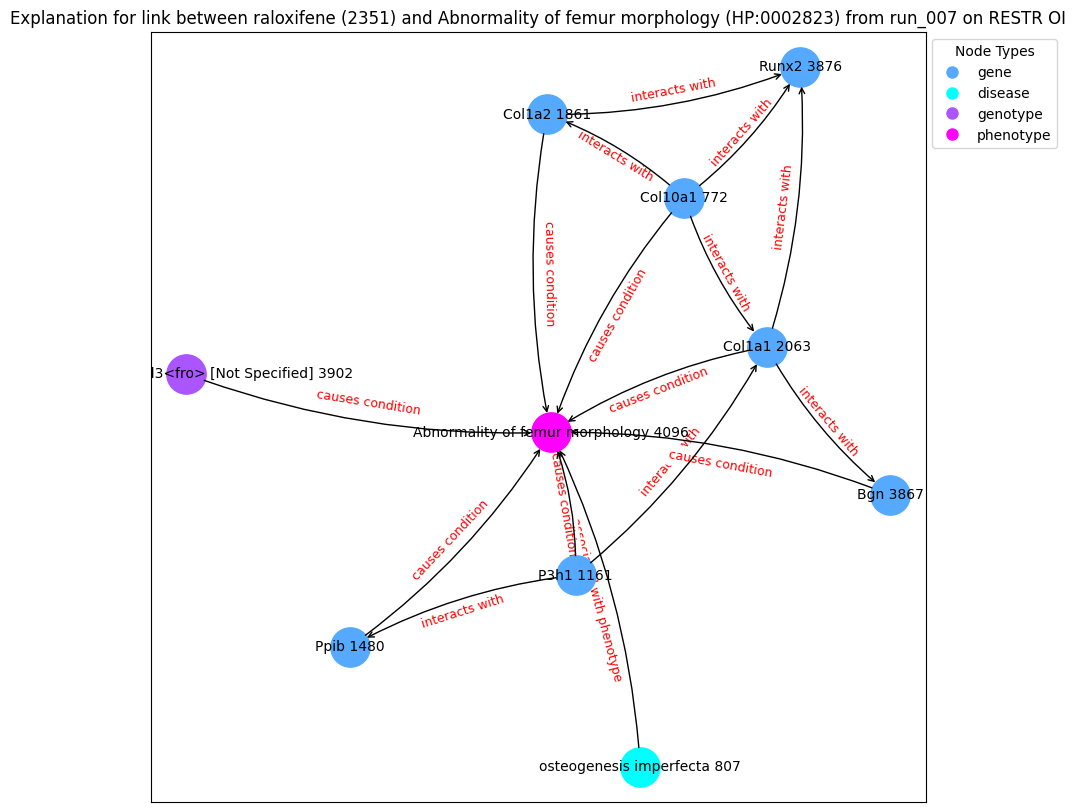 Explanation for link between raloxifene (2351) and Abnormality of femur morphology (HP:0002823) from run_007 on RESTR OI
Node Types
gene
disease
genotype
phenotype
Runx2 3876
interacts with
Col1a2 1861
interacts with
interacts with
Col10a1 772
interacts with
causes condition
interacts with
causes condition
Col1a1 2063
l3<fro> [Not Specified] 3902
causes condition
causes condition
interacts with
Abnormality of femur morphology 4096
causes condition
Bgn 3867
causes condition
causes condition
P3h1 1161
interacts with
with phenotype
Ppib 1480
osteogenesis imperfecta 807